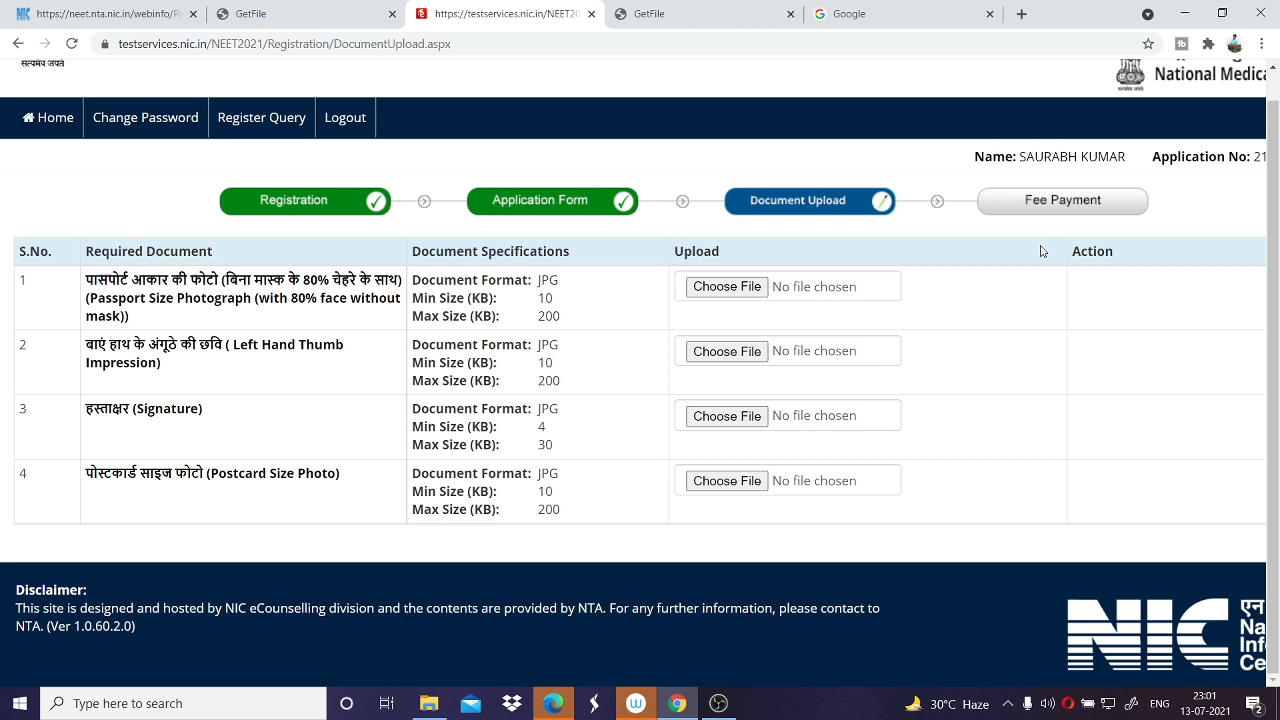 https://neet.nta.nic.in/webinfo/Pa
GetFile
https://testservices.nic.in/NEET20
GetFile
Google
testservices.nic.in/NEET2021/Registration/DocumentUpload.aspx
सत्यमेव जयते
National Medica
Home Change Password Register Query Logout
Name: SAURABH KUMAR Application No: 21
Registration Application Form Document Upload Fee Payment
S.No. Required Document Document Specifications Upload Action
1 पासपोर्ट आकार की फोटो (बिना मास्क के 80% चेहरे के साथ) Document Format: JPG Choose File No file chosen
(Passport Size Photograph (with 80% face without Min Size (KB): 10
mask)) Max Size (KB): 200
2 बाएं हाथ के अंगूठे की छवि ( Left Hand Thumb Document Format: JPG Choose File No file chosen
Impression) Min Size (KB): 10
Max Size (KB): 200
3 हस्ताक्षर (Signature) Document Format: JPG Choose File No file chosen
Min Size (KB): 4
Max Size (KB): 30
4 पोस्टकार्ड साइज फोटो (Postcard Size Photo) Document Format: JPG Choose File No file chosen
Min Size (KB): 10
Max Size (KB): 200
Disclaimer:
This site is designed and hosted by NIC eCounselling division and the contents are provided by NTA. For any further information, please contact to
NTA. (Ver 1.0.60.2.0)
NIC
एन
Na
Inf
Ce
Type here to search
30°C Haze
ENG
23:01
13-07-2021
2